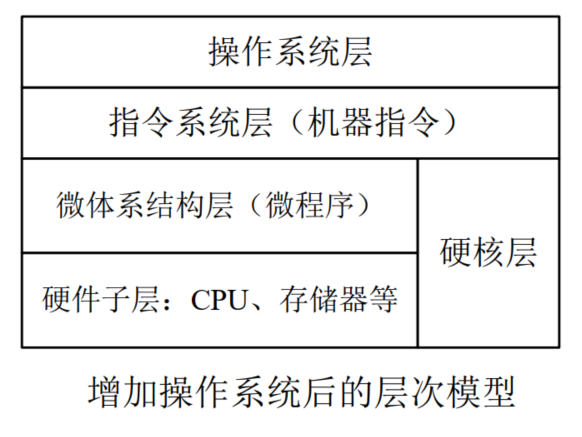 操作系统层
指令系统层（机器指令）
微体系结构层（微程序）
硬核层
硬件子层：CPU、存储器等
增加操作系统后的层次模型